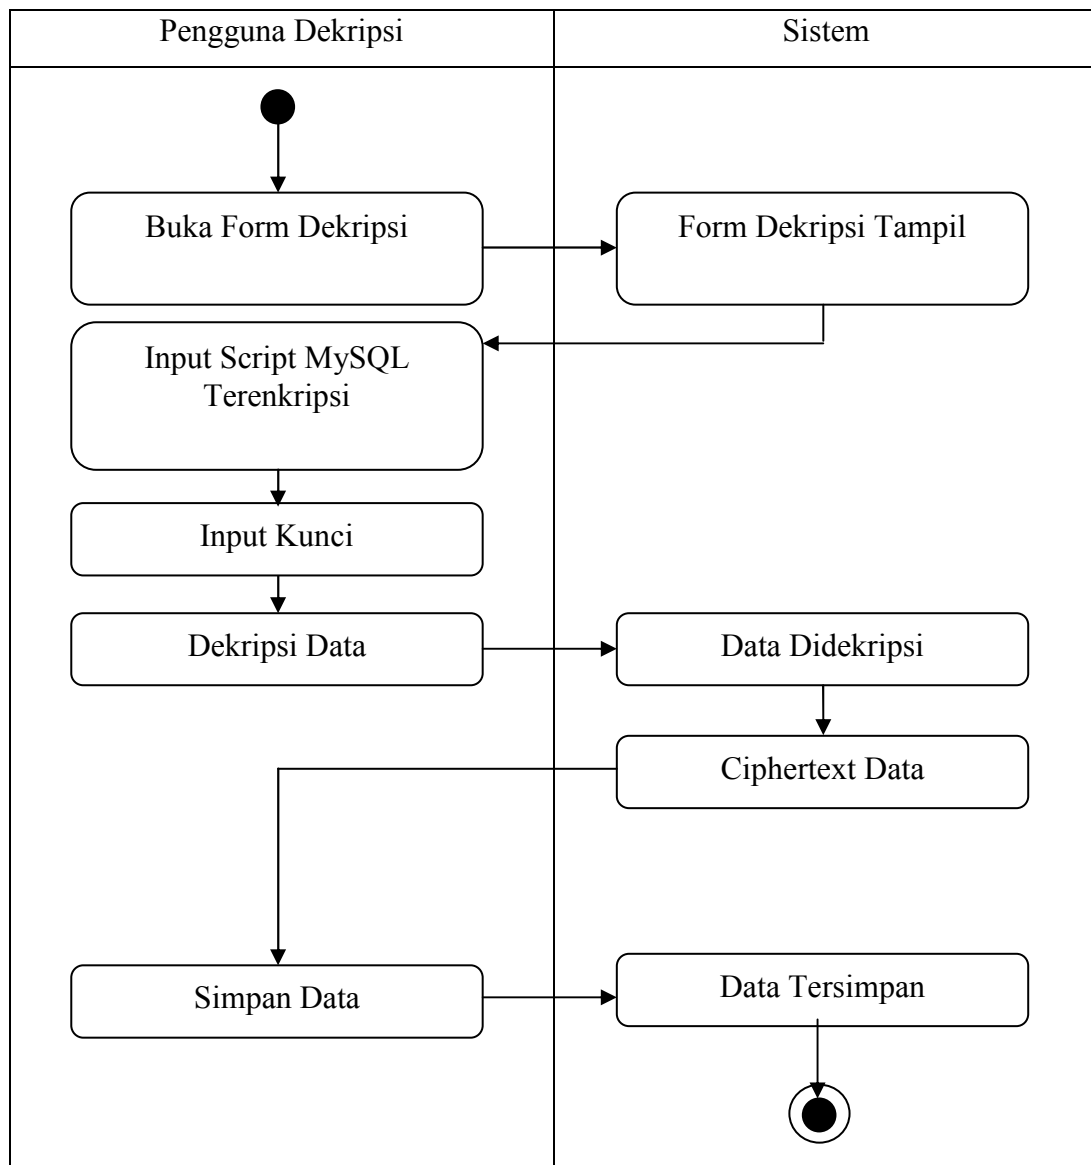 Pengguna Dekripsi
Sistem
Buka Form Dekripsi
Form Dekripsi Tampil
Input Script MySQL
Terenkripsi
Input Kunci
Dekripsi Data
Data Didekripsi
Ciphertext Data
Simpan Data
Data Tersimpan